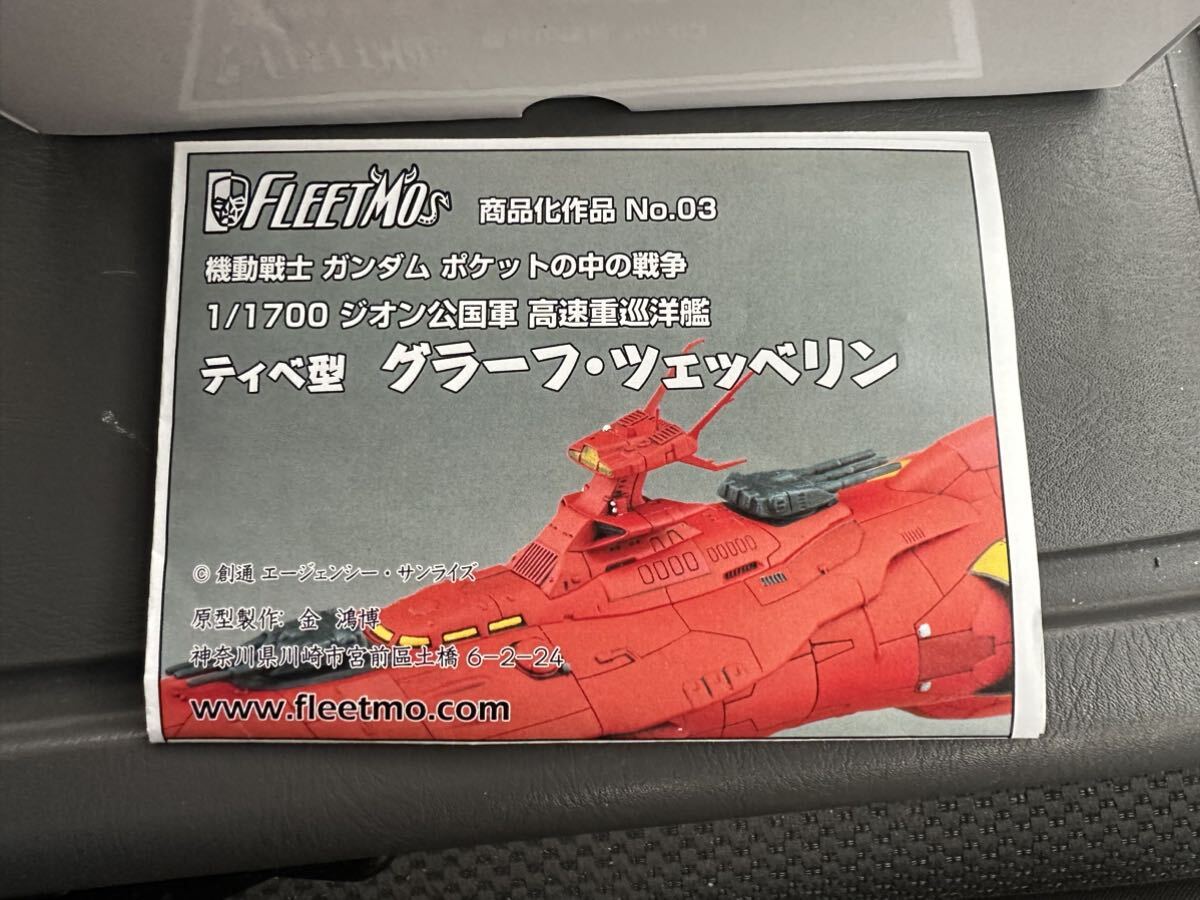 FLEETMOS 商品化作品 No.03
機動戰士 ガンダム ポケットの中の戦争
1/1700 ジオン公国軍 高速重巡洋艦
ティベ型 グラーフ・ツェッペリン
© 創通 エージェンシー・サンライズ
原型製作: 金 鴻博
神奈川県川崎市宮前區土橋 6-2-24
www.fleetmo.com